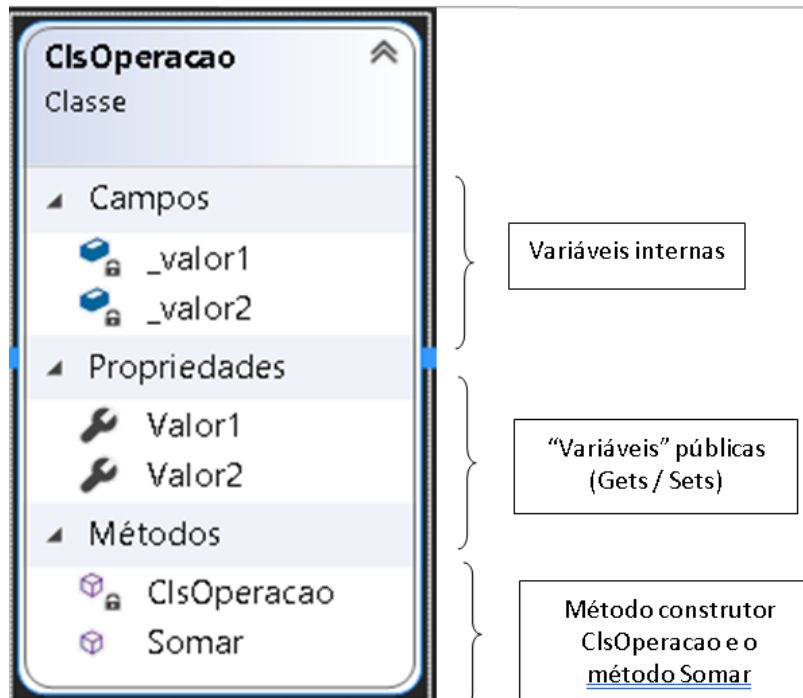 ClsOperacao
Classe
Campos
_valor1
_valor2
Propriedades
Valor1
Valor2
Métodos
ClsOperacao
Somar
Variáveis internas
“Variáveis” públicas
(Gets / Sets)
Método construtor
ClsOperacao e o
método Somar